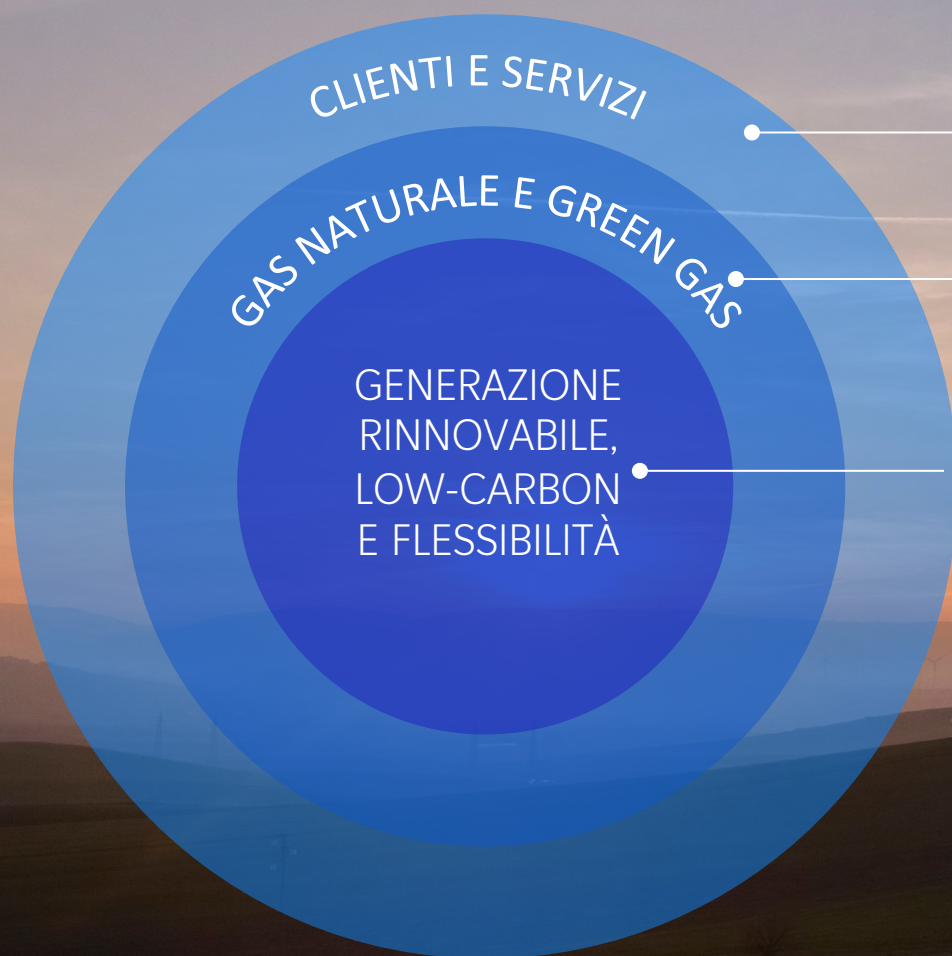 CLIENTI E SERVIZI
GAS NATURALE E GREEN GAS
GENERAZIONE
RINNOVABILE,
LOW-CARBON
E FLESSIBILITÀ